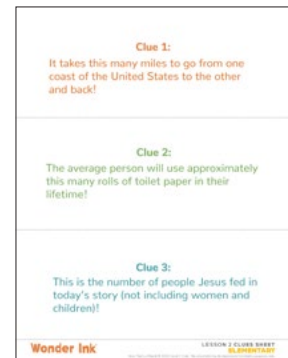 Clue 1:
It takes this many miles to go from one
coast of the United States to the other
and back!
Clue 2:
The average person will use approximately
this many rolls of toilet paper in their
lifetime!
Clue 3:
This is the number of people Jesus fed in
today's story (not including women and
children)!
Wonder Ink
LESSON 2 CLUES SHEET
ELEMENTARY